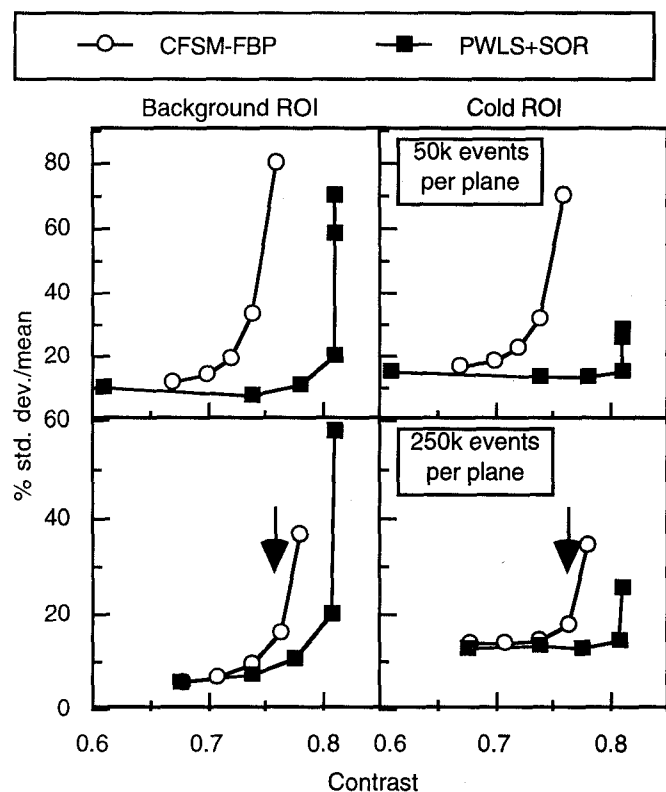 CFSM-FBP PWLS+SOR
Background ROI Cold ROI
50k events
per plane
80
60
40
20
% std. dev./mean
250k events
per plane
60
40
20
0
0.6 0.7 0.8 0.6 0.7 0.8
Contrast